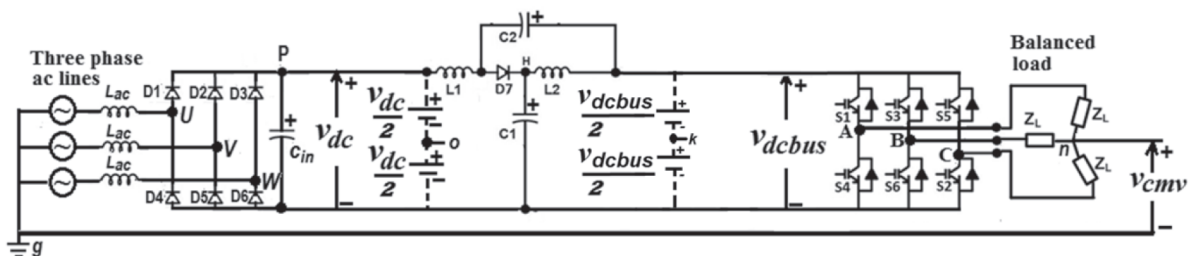 Three phase
ac lines
Lac
Lac
Lac
D1
D2
D3
U
V
W
D4
D5
D6
g
P
cin
+
−
vdc
vdc
2
vdc
2
+
-
+
-
o
L1
C2
+
D7
H
L2
C1
+
vdcbus
2
vdcbus
2
+
-
+
-
k
+
−
vdcbus
S1
S3
S5
A
B
C
S4
S6
S2
Balanced
load
ZL
ZL
ZL
n
+
−
vcmv